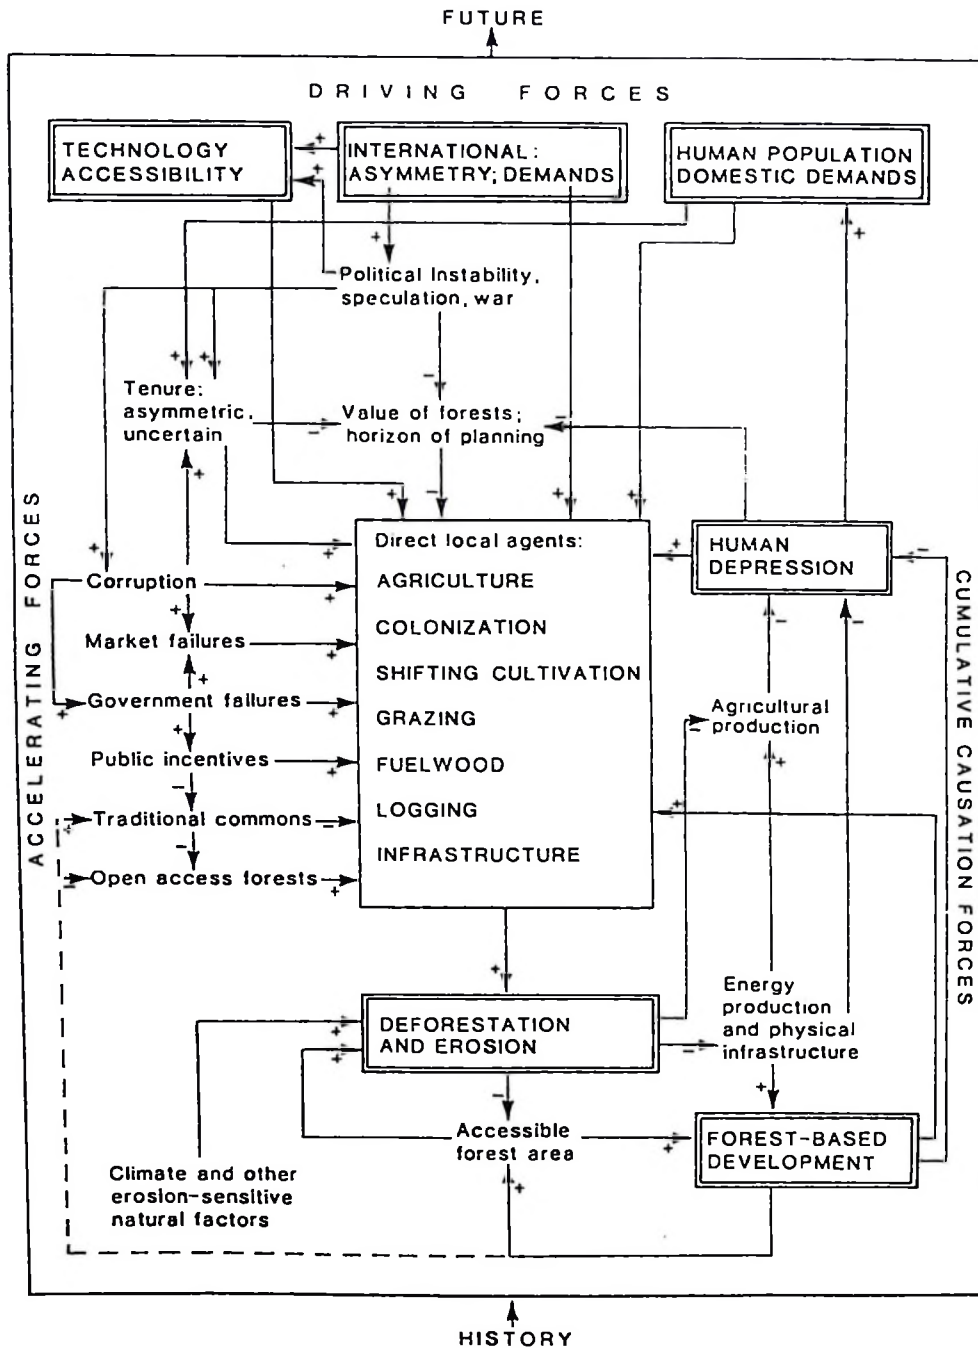 FUTURE
DRIVING FORCES
TECHNOLOGY
ACCESSIBILITY
INTERNATIONAL:
ASYMMETRY; DEMANDS
HUMAN POPULATION
DOMESTIC DEMANDS
Political Instability,
speculation, war
Tenure:
asymmetric,
uncertain
Value of forests;
horizon of planning
ACCELERATING FORCES
Corruption
Market failures
Government failures
Public incentives
Traditional commons
Open access forests
Direct local agents:
AGRICULTURE
COLONIZATION
SHIFTING CULTIVATION
GRAZING
FUELWOOD
LOGGING
INFRASTRUCTURE
HUMAN
DEPRESSION
CUMULATIVE CAUSATION FORCES
Agricultural
production
Energy
production
and physical
infrastructure
DEFORESTATION
AND EROSION
Accessible
forest area
FOREST-BASED
DEVELOPMENT
Climate and other
erosion-sensitive
natural factors
HISTORY